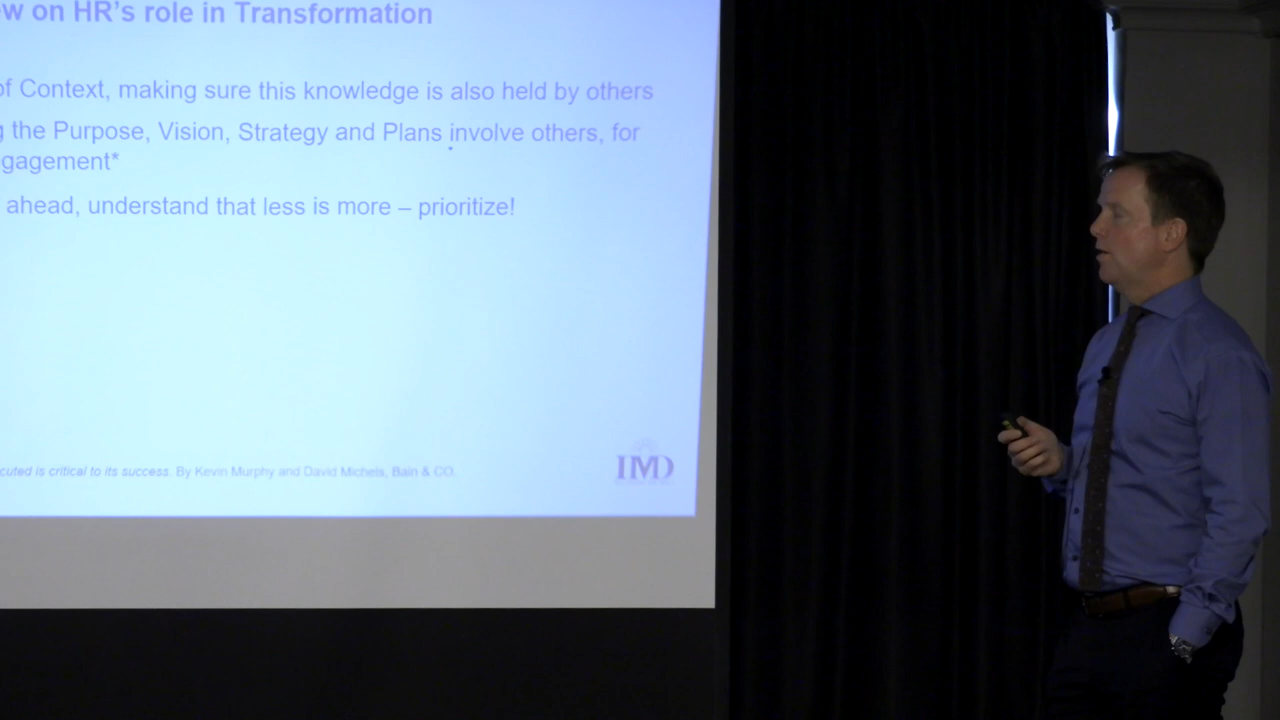 w on HR's role in Transformation
of Context, making sure this knowledge is also held by others
g the Purpose, Vision, Strategy and Plans involve others, for
gagement*
ahead, understand that less is more – prioritize!
cuted is critical to its success. By Kevin Murphy and David Michels, Bain & CO.
IMD